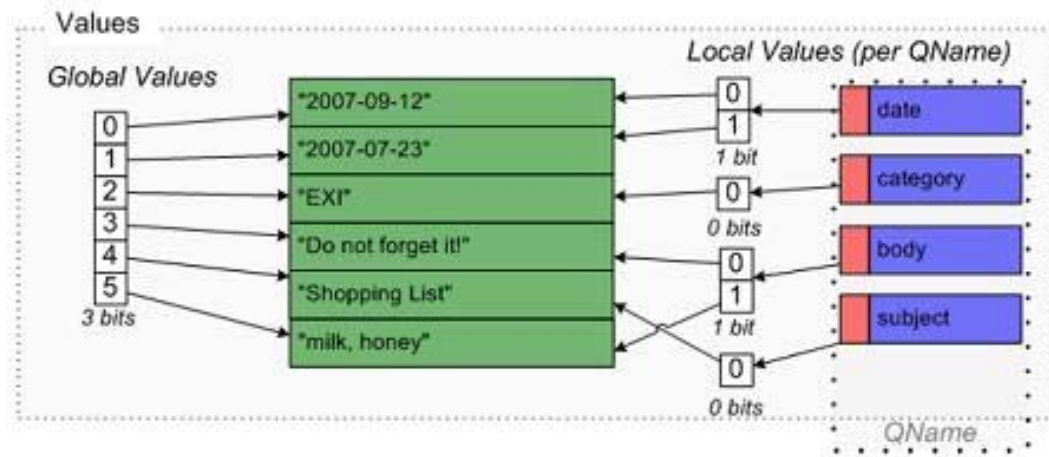 Values
Global Values
Local Values (per QName)
0
1
2
3
4
5
3 bits
"2007-09-12"
"2007-07-23"
"EXI"
"Do not forget it!"
"Shopping List"
"milk, honey"
0
1
1 bit
0
0 bits
0
1
1 bit
0
0 bits
date
category
body
subject
QName